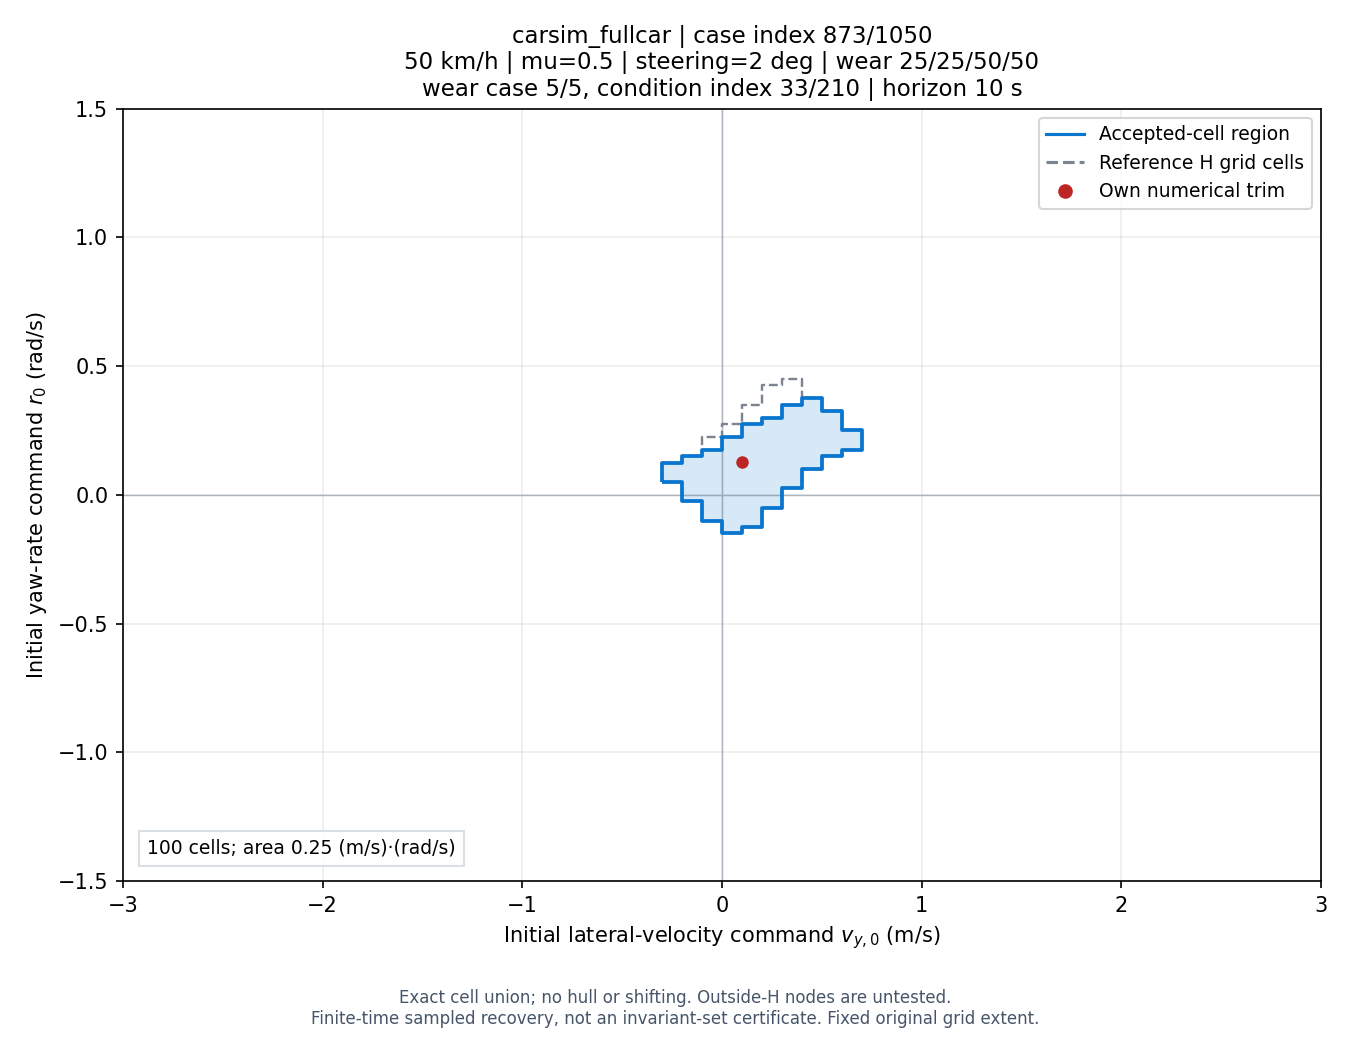 carsim_fullcar | case index 873/1050
50 km/h | mu=0.5 | steering=2 deg | wear 25/25/50/50
wear case 5/5, condition index 33/210 | horizon 10 s
Accepted-cell region
Reference H grid cells
Own numerical trim
1.5
1.0
0.5
0.0
−0.5
−1.0
−1.5
Initial yaw-rate command r₀ (rad/s)
100 cells; area 0.25 (m/s)·(rad/s)
−3 −2 −1 0 1 2 3
Initial lateral-velocity command v_{y,0} (m/s)
Exact cell union; no hull or shifting. Outside-H nodes are untested.
Finite-time sampled recovery, not an invariant-set certificate. Fixed original grid extent.